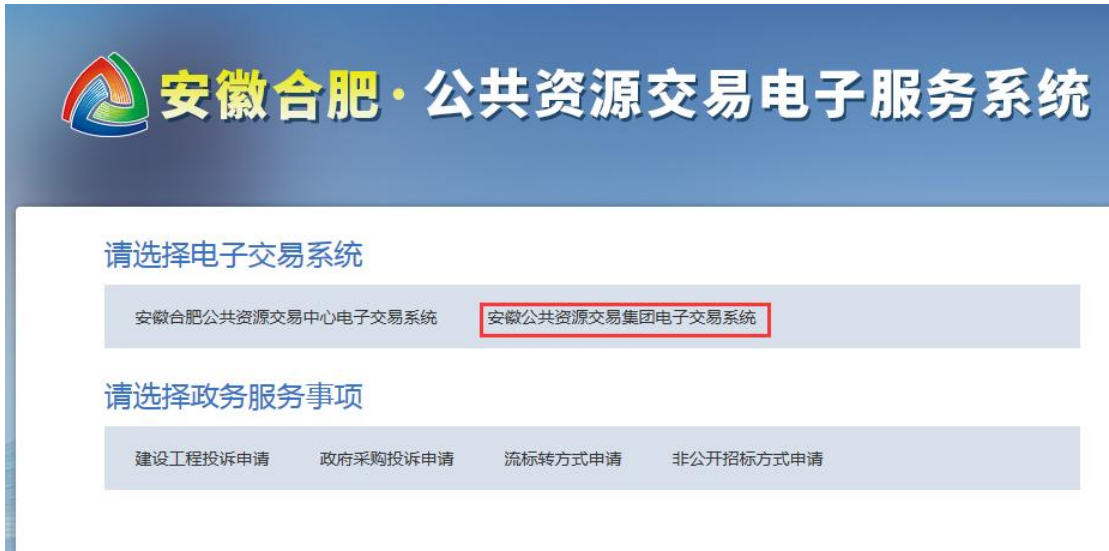 安徽合肥·公共资源交易电子服务系统
请选择电子交易系统
安徽合肥公共资源交易中心电子交易系统 安徽公共资源交易集团电子交易系统
请选择政务服务事项
建设工程投诉申请 政府采购投诉申请 流标转方式申请 非公开招标方式申请